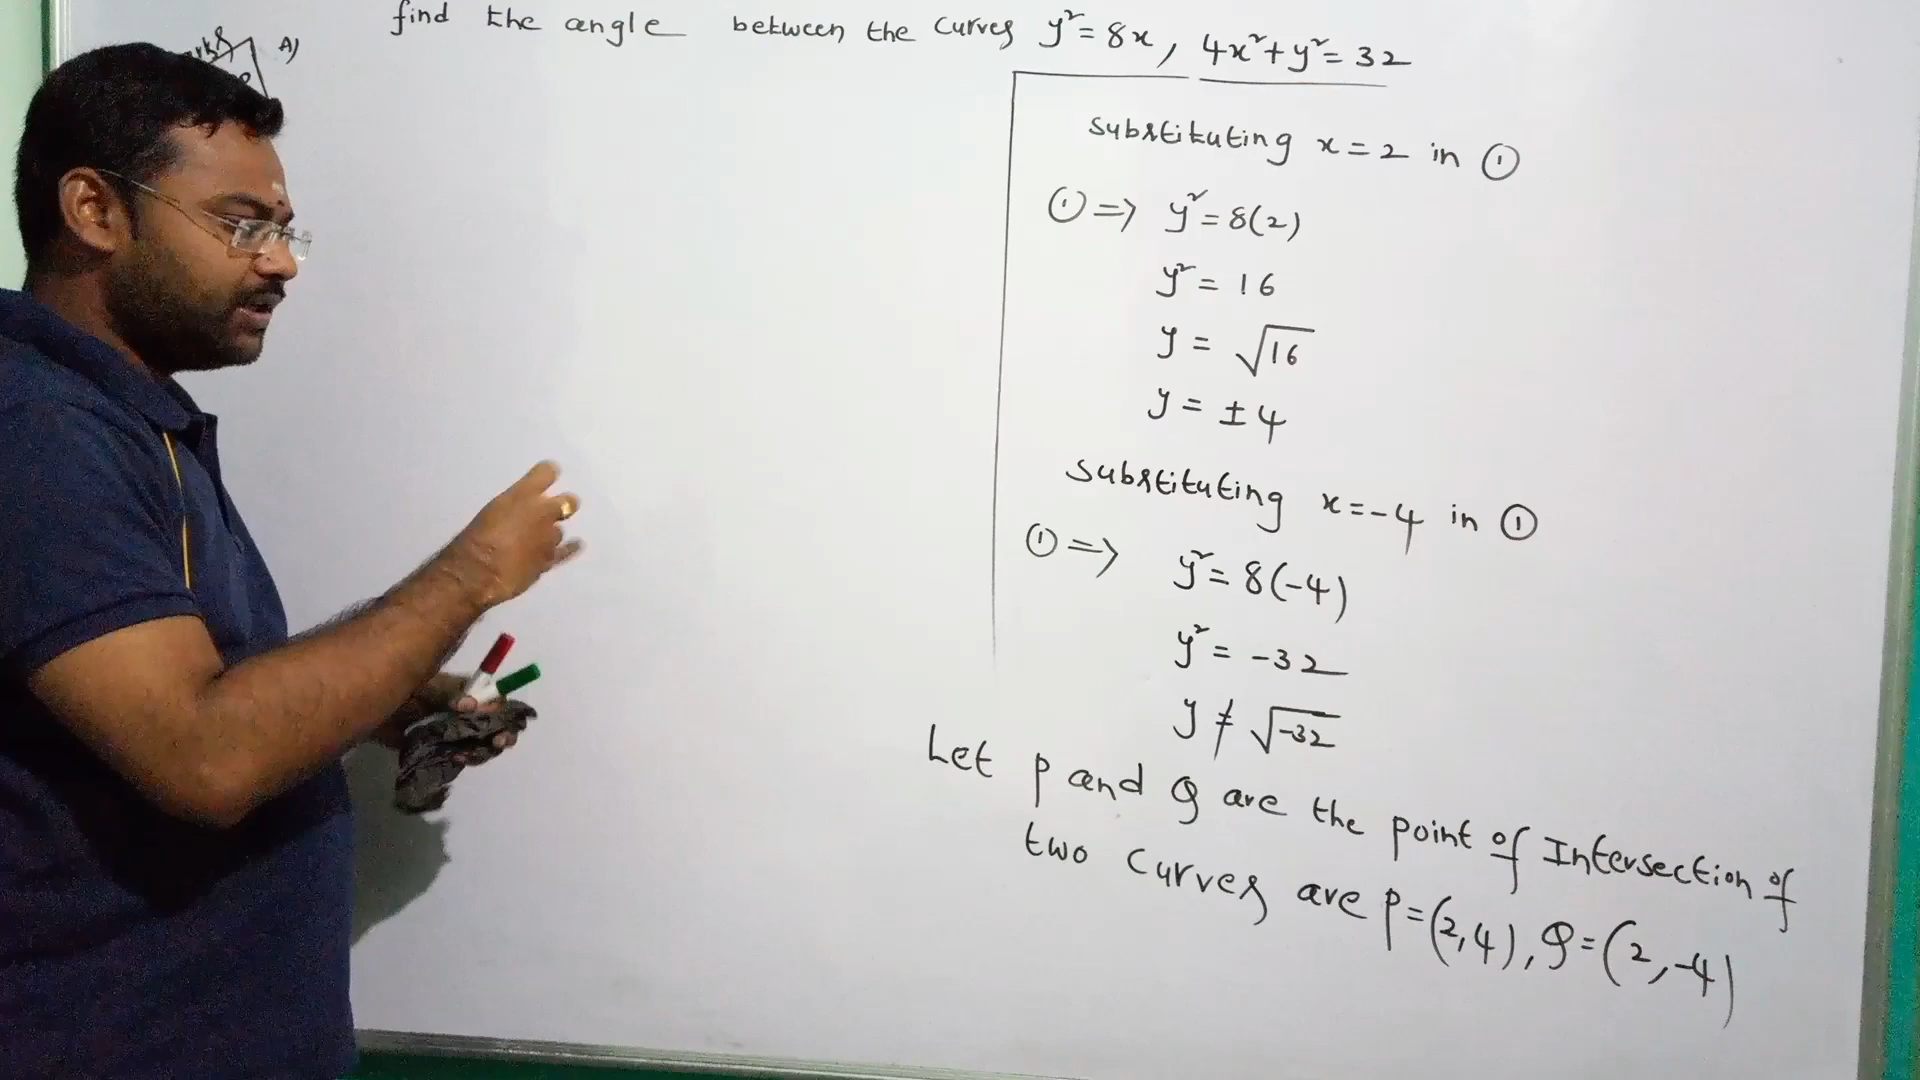 find the angle between the curves y² = 8x, 4x² + y² = 32
A)
substituting x = 2 in ①
① => y² = 8(2)
y² = 16
y = √16
y = ± 4
substituting x = -4 in ①
① => y² = 8(-4)
y² = -32
y ≠ √-32
Let P and Q are the point of Intersection of
two curves are P = (2,4), Q = (2,-4)